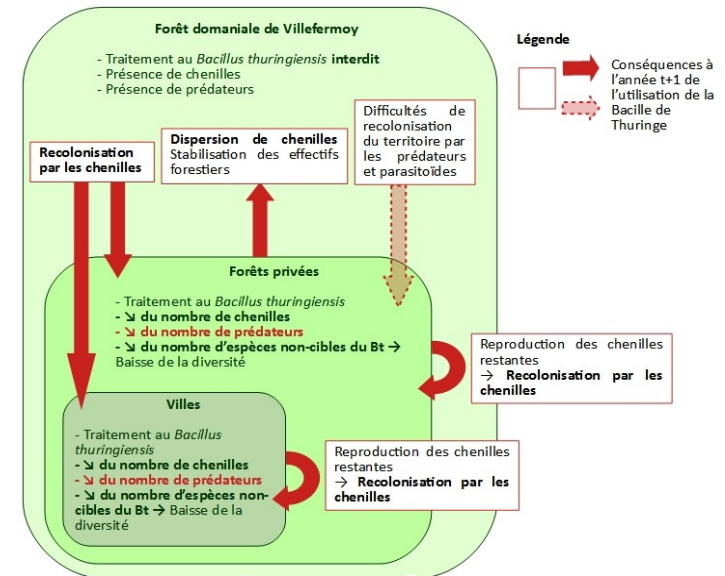 Forêt domaniale de Villefermoy
- Traitement au Bacillus thuringiensis interdit
- Présence de chenilles
- Présence de prédateurs
Légende
Conséquences à
l'année t+1 de
l'utilisation de la
Bacille de
Thuringe
Recolonisation
par les chenilles
Dispersion de chenilles
Stabilisation des effectifs
forestiers
Difficultés de
recolonisation
du territoire par
les prédateurs
et parasitoïdes
Forêts privées
- Traitement au Bacillus thuringiensis
- ↘ du nombre de chenilles
- ↘ du nombre de prédateurs
- ↘ du nombre d'espèces non-cibles du Bt →
Baisse de la diversité
Reproduction des chenilles
restantes
→ Recolonisation par les
chenilles
Villes
- Traitement au Bacillus
thuringiensis
- ↘ du nombre de chenilles
- ↘ du nombre de prédateurs
- ↘ du nombre d'espèces non-
cibles du Bt → Baisse de la
diversité
Reproduction des chenilles
restantes
→ Recolonisation par les
chenilles